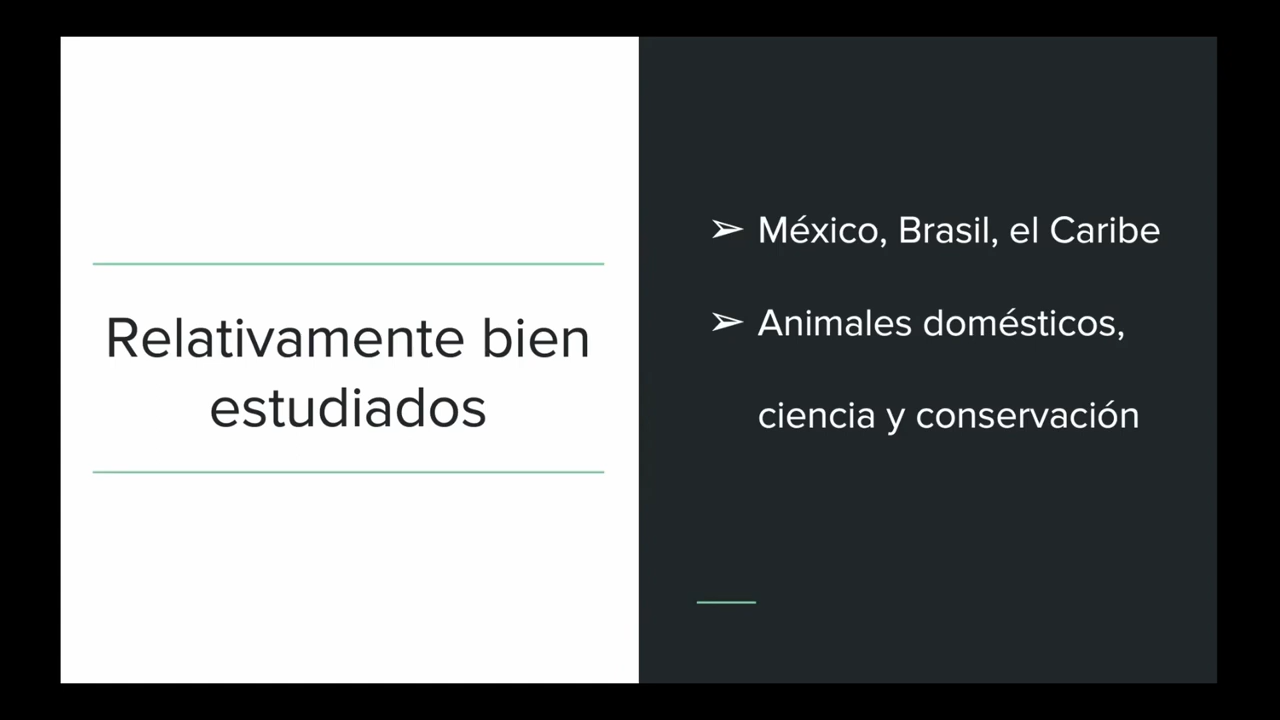 Relativamente bien
estudiados
➢ México, Brasil, el Caribe
➢ Animales domésticos,
ciencia y conservación